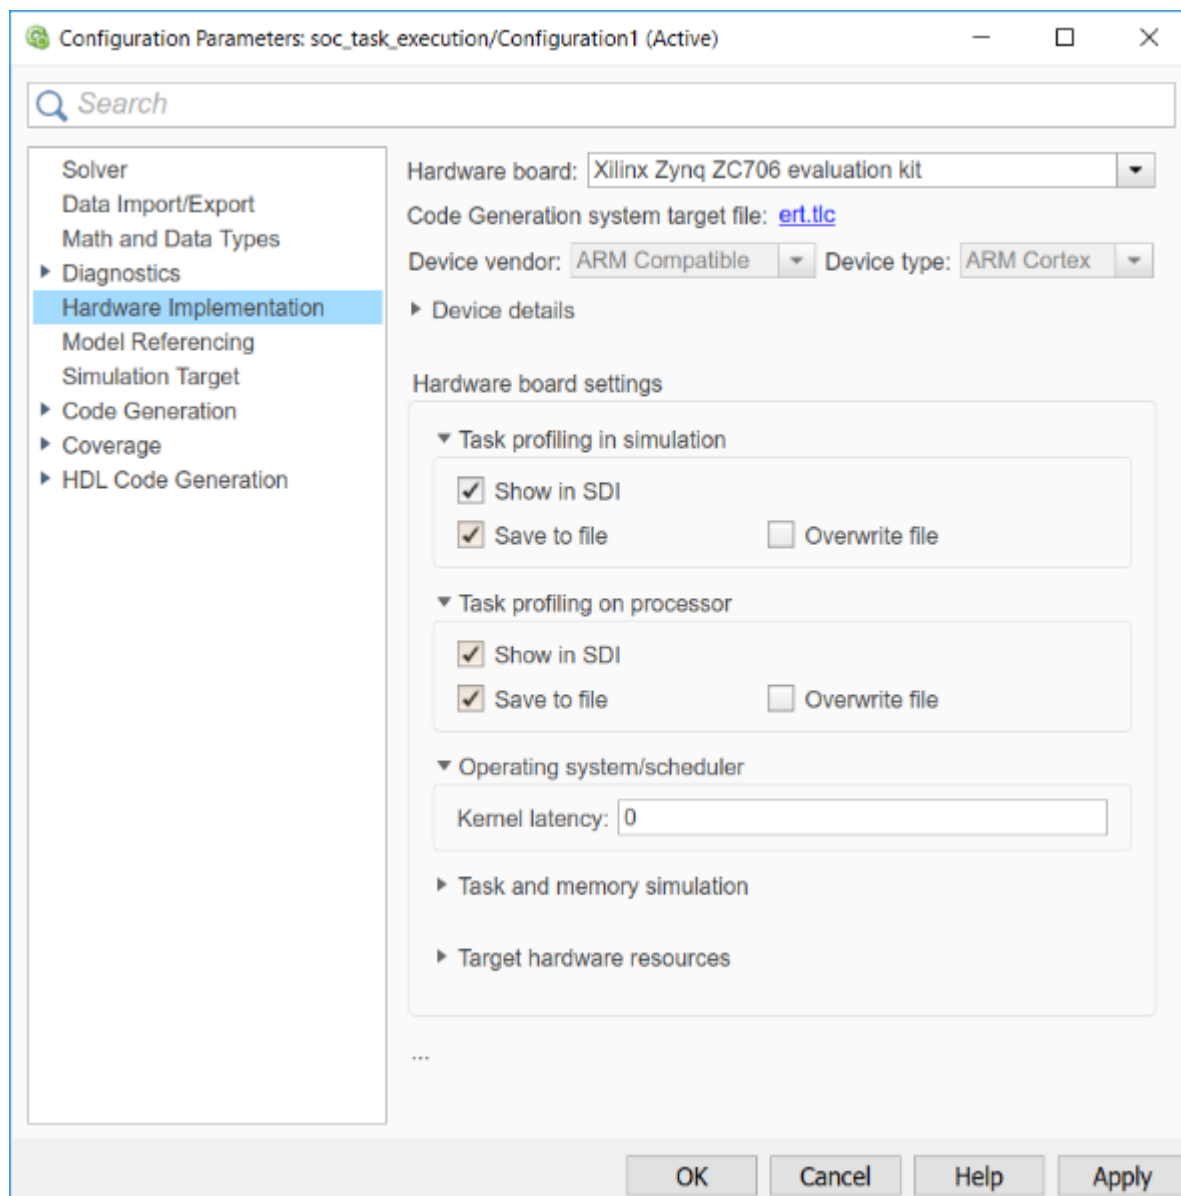 Configuration Parameters: soc_task_execution/Configuration1 (Active)
Search
Solver
Data Import/Export
Math and Data Types
Diagnostics
Hardware Implementation
Model Referencing
Simulation Target
Code Generation
Coverage
HDL Code Generation
Hardware board: Xilinx Zynq ZC706 evaluation kit
Code Generation system target file: ert.tlc
Device vendor: ARM Compatible Device type: ARM Cortex
Device details
Hardware board settings
Task profiling in simulation
Show in SDI
Save to file Overwrite file
Task profiling on processor
Show in SDI
Save to file Overwrite file
Operating system/scheduler
Kernel latency: 0
Task and memory simulation
Target hardware resources
...
OK Cancel Help Apply